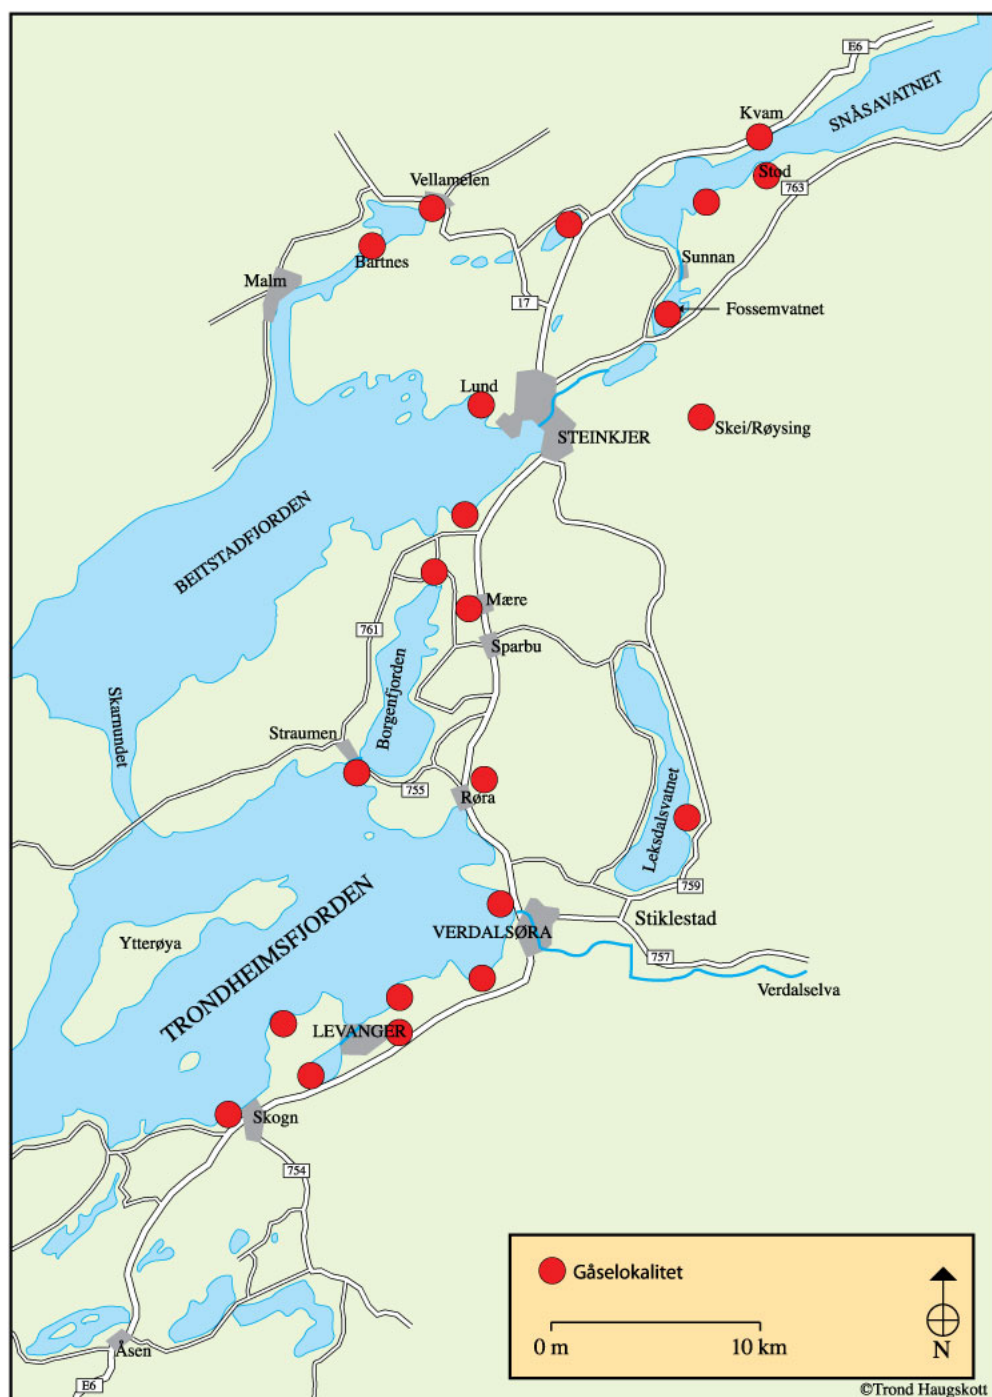 E6
SNÅSAVATNET
Kvam
Stod
763
Vellamelen
Bartnes
Malm
Sunnan
17
Fossemvatnet
Lund
STEINKJER
Skei/Røysing
BEITSTADFJORDEN
Mære
761
Sparbu
Borgenfjorden
Skarnundet
Straumen
755
Røra
Leksdalsvatnet
759
Stiklestad
VERDALSØRA
757
Verdalselva
Ytterøya
TRONDHEIMSFJORDEN
LEVANGER
Skogn
754
Åsen
E6
Gåselokalitet
0 m 10 km
N
©Trond Haugskott